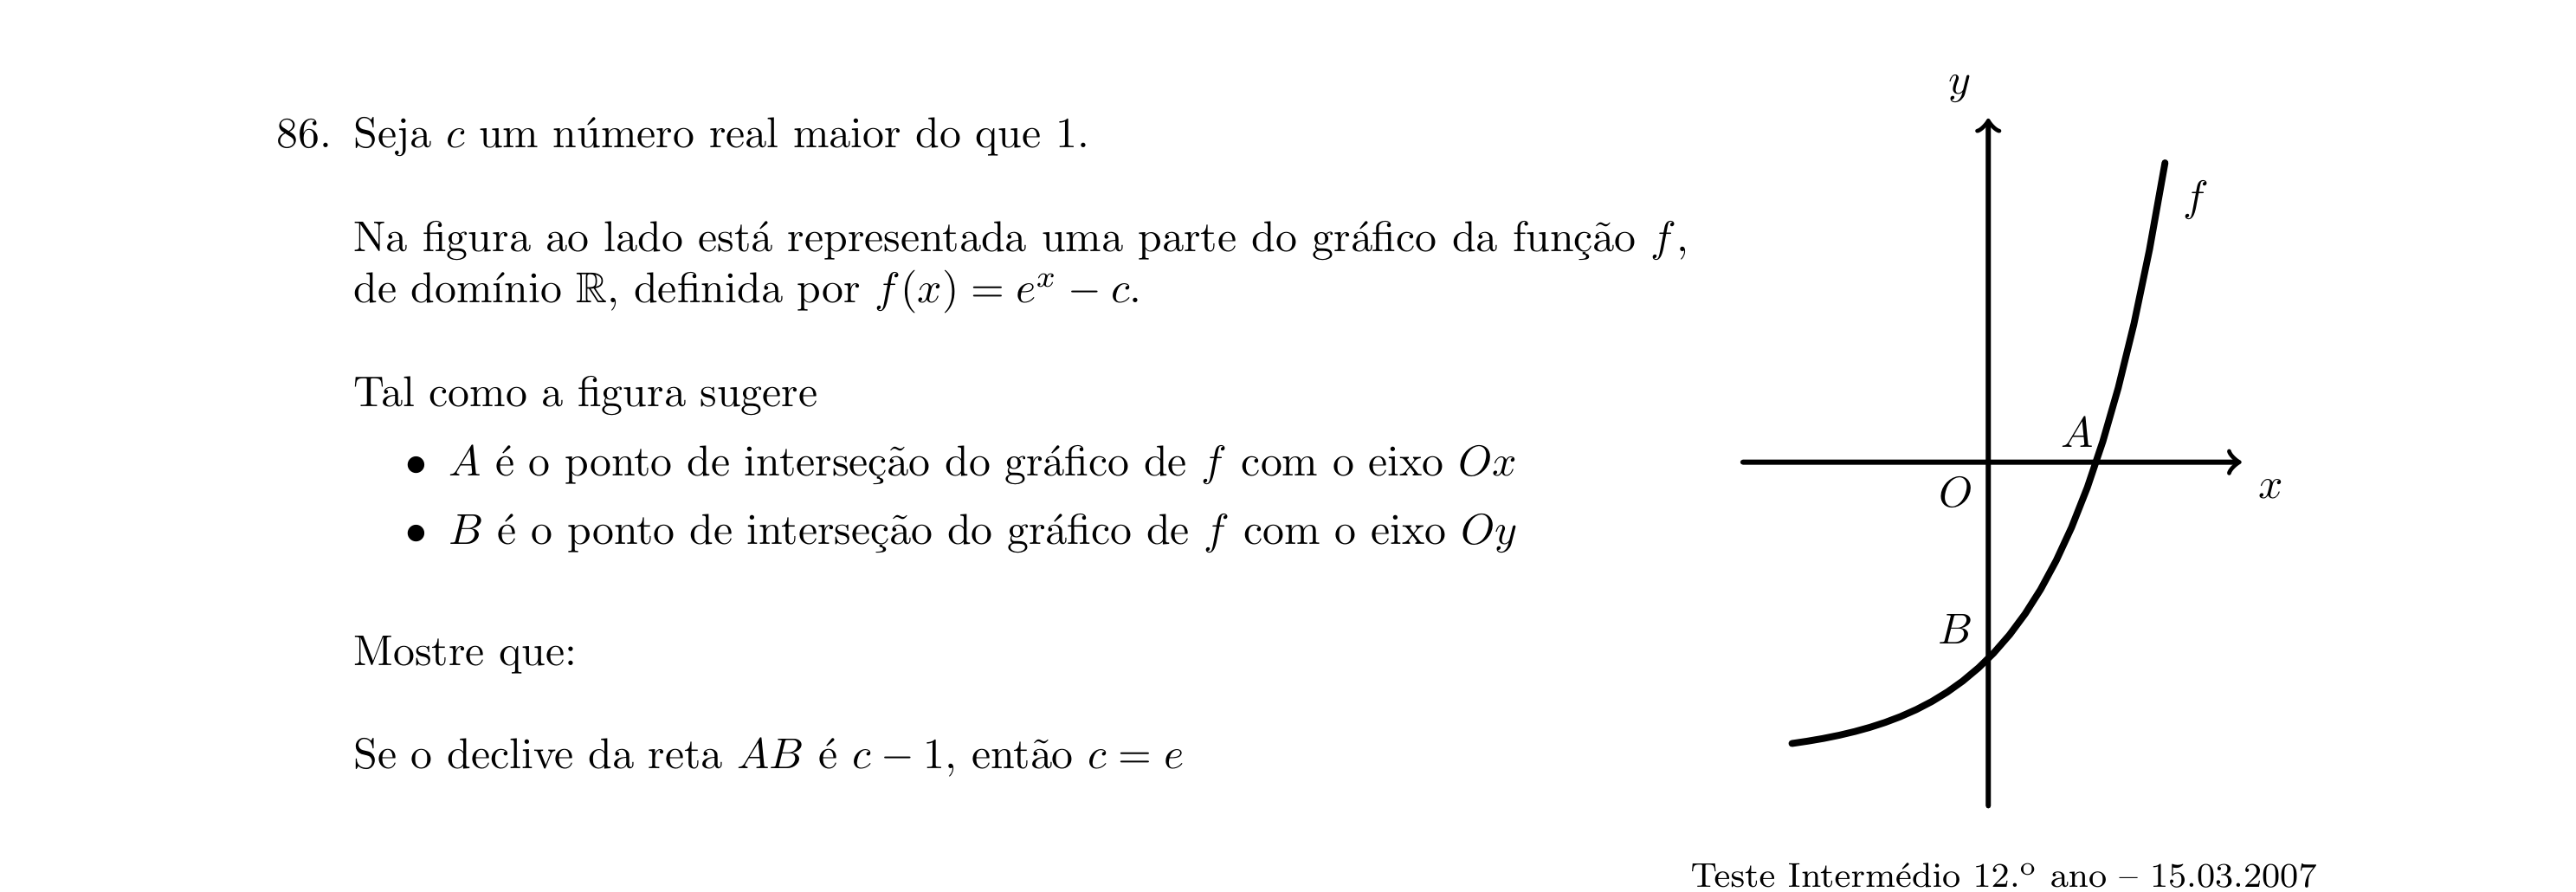 86. Seja c um número real maior do que 1.
Na figura ao lado está representada uma parte do gráfico da função f,
de domínio ℝ, definida por f(x) = eˣ − c.
Tal como a figura sugere
• A é o ponto de interseção do gráfico de f com o eixo Ox
• B é o ponto de interseção do gráfico de f com o eixo Oy
Mostre que:
Se o declive da reta AB é c − 1, então c = e
y
f
A
O
x
B
Teste Intermédio 12.º ano – 15.03.2007